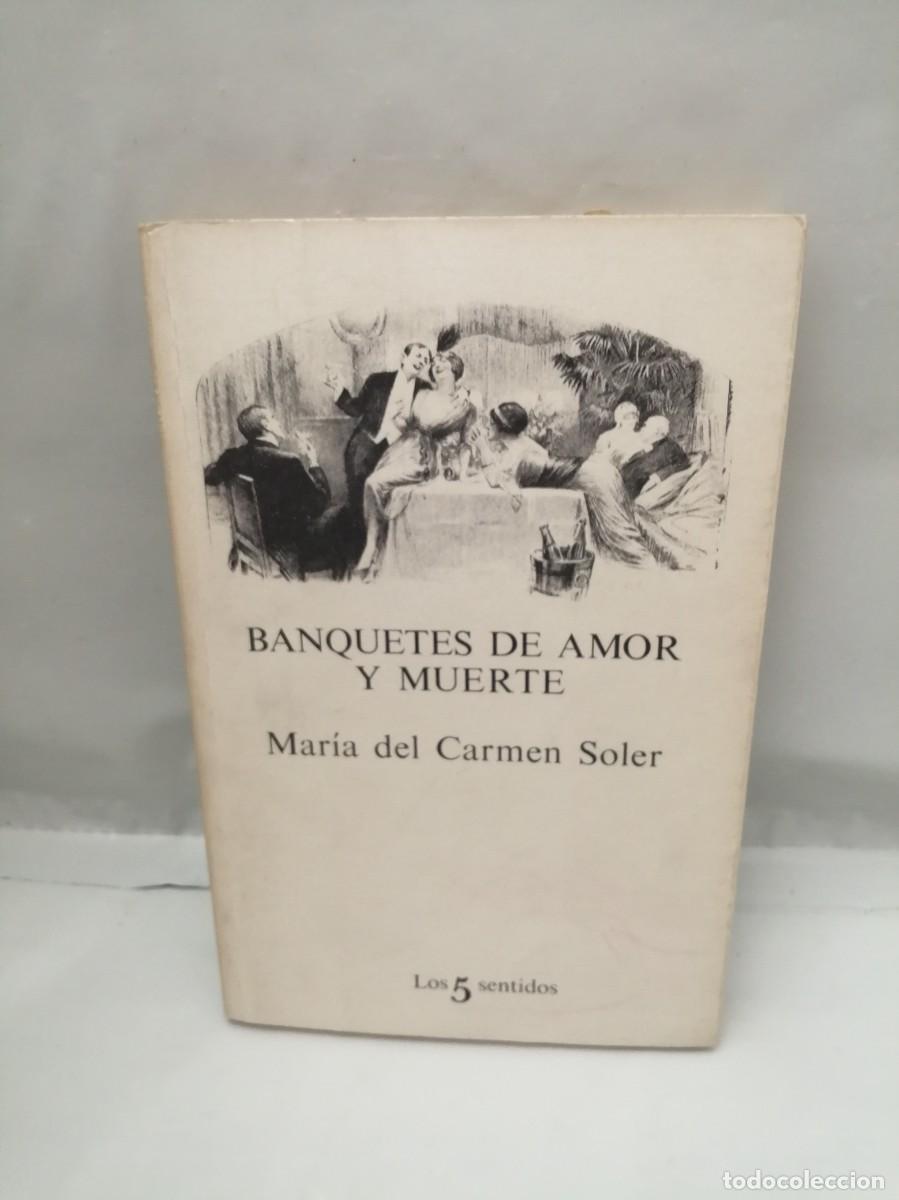 BANQUETES DE AMOR
Y MUERTE
María del Carmen Soler
Los 5 sentidos
todocoleccion